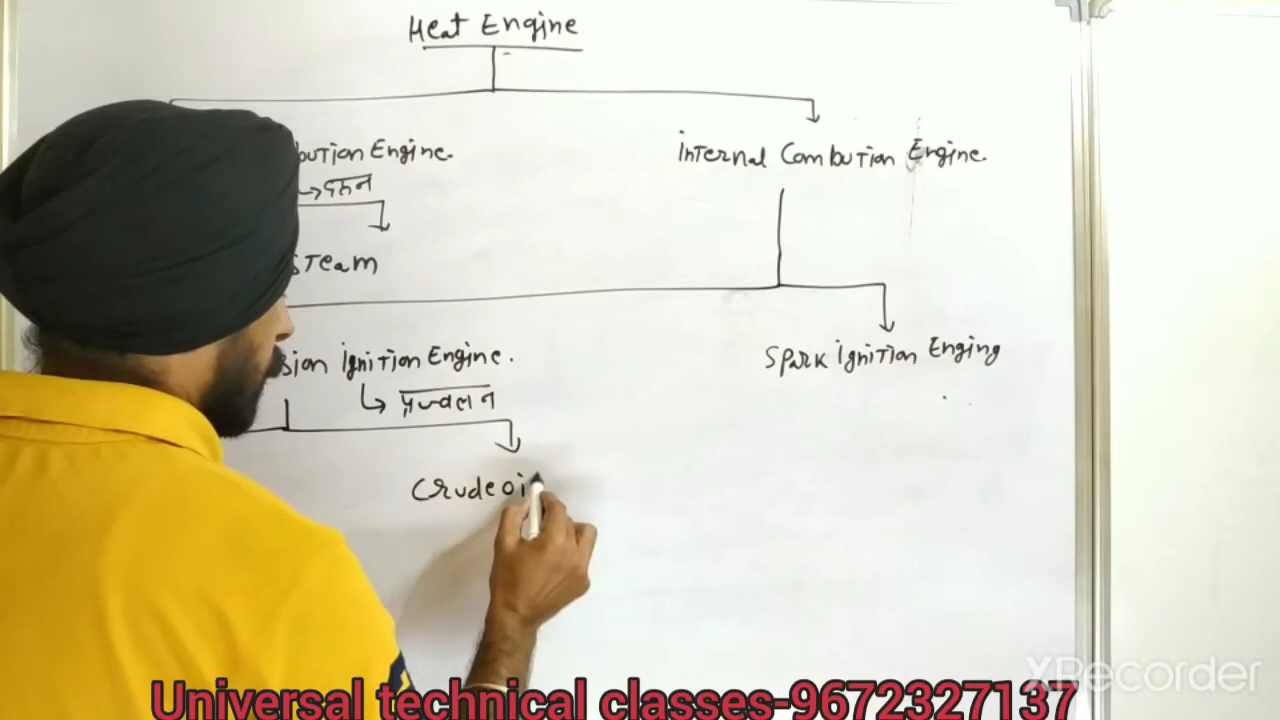 Heat Engine
bution Engine.
Internal Combution Engine.
दहन
steam
sion ignition Engine.
Spark ignition Enging
प्रज्वलन
Crudeoi
Universal technical classes-9672327137
XRecorder